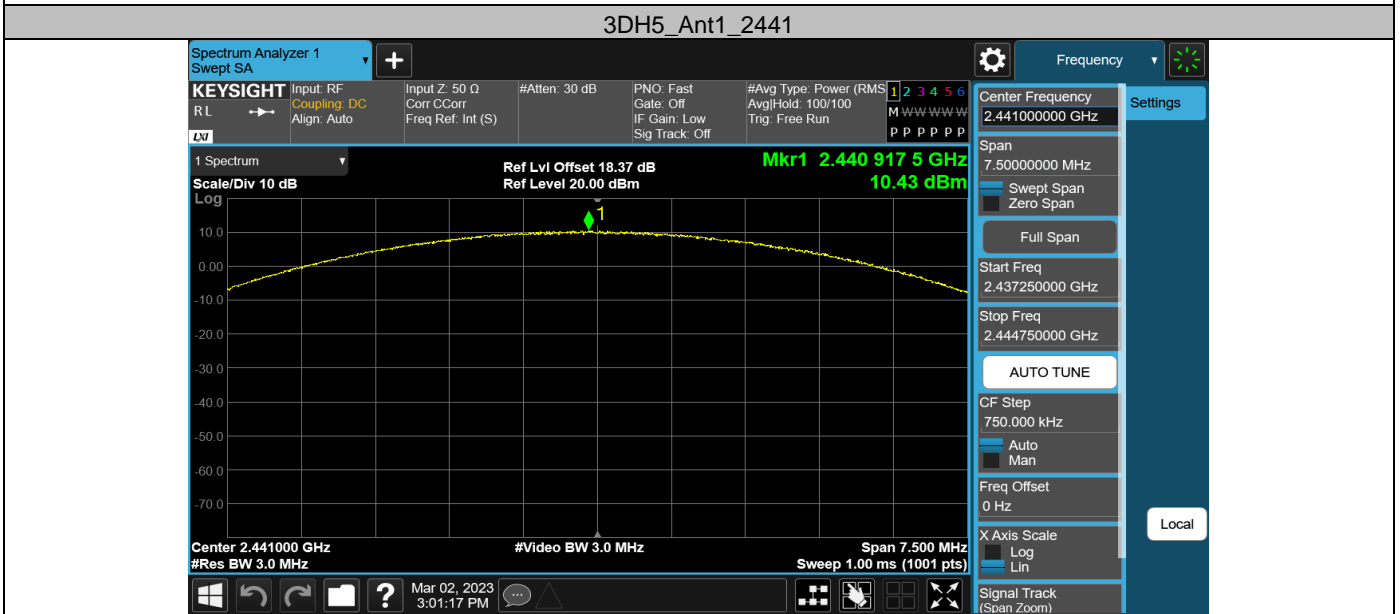 3DH5_Ant1_2441
Spectrum Analyzer 1
Swept SA
Frequency
KEYSIGHT
RL
LXI
Input: RF
Coupling: DC
Align: Auto
Input Z: 50 Ω
Corr CCorr
Freq Ref: Int (S)
#Atten: 30 dB
PNO: Fast
Gate: Off
IF Gain: Low
Sig Track: Off
#Avg Type: Power (RMS
Avg|Hold: 100/100
Trig: Free Run
1 2 3 4 5 6
M W W W W W
P P P P P P
1 Spectrum
Scale/Div 10 dB
Ref Lvl Offset 18.37 dB
Ref Level 20.00 dBm
Mkr1 2.440 917 5 GHz
10.43 dBm
Log
1
10.0
0.00
-10.0
-20.0
-30.0
-40.0
-50.0
-60.0
-70.0
Center 2.441000 GHz
#Res BW 3.0 MHz
#Video BW 3.0 MHz
Span 7.500 MHz
Sweep 1.00 ms (1001 pts)
Center Frequency
2.441000000 GHz
Settings
Span
7.50000000 MHz
Swept Span
Zero Span
Full Span
Start Freq
2.437250000 GHz
Stop Freq
2.444750000 GHz
AUTO TUNE
CF Step
750.000 kHz
Auto
Man
Freq Offset
0 Hz
X Axis Scale
Log
Lin
Local
Signal Track
(Span Zoom)
?
Mar 02, 2023
3:01:17 PM